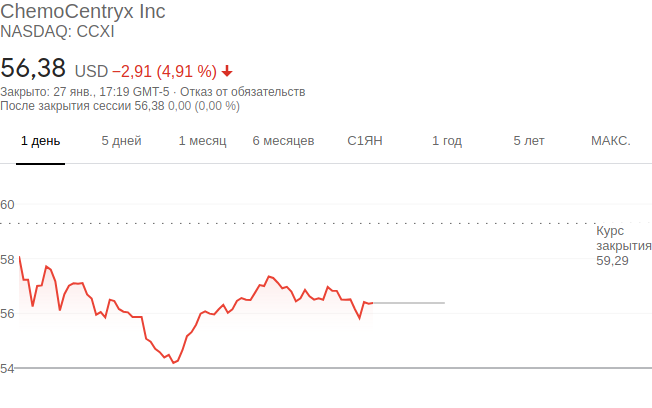 ChemoCentryx Inc
NASDAQ: CCXI
56,38 USD −2,91 (4,91 %)
Закрыто: 27 янв., 17:19 GMT-5 · Отказ от обязательств
После закрытия сессии 56,38 0,00 (0,00 %)
1 день 5 дней 1 месяц 6 месяцев С1ЯН 1 год 5 лет МАКС.
60
Курс
закрытия
59,29
58
56
54